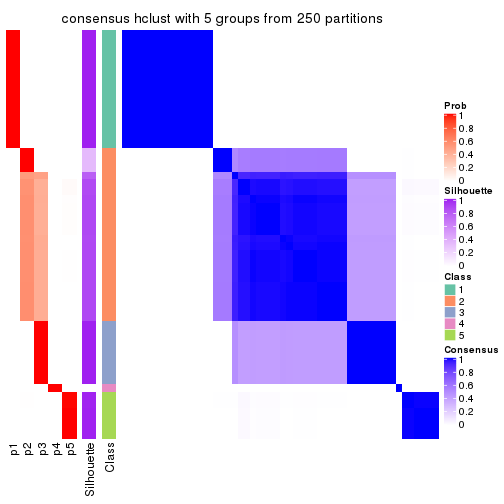 consensus hclust with 5 groups from 250 partitions
Prob
1
0.8
0.6
0.4
0.2
0
Silhouette
1
0.8
0.6
0.4
0.2
0
Class
1
2
3
4
5
Consensus
1
0.8
0.6
0.4
0.2
0
p1
p2
p3
p4
p5
Silhouette
Class